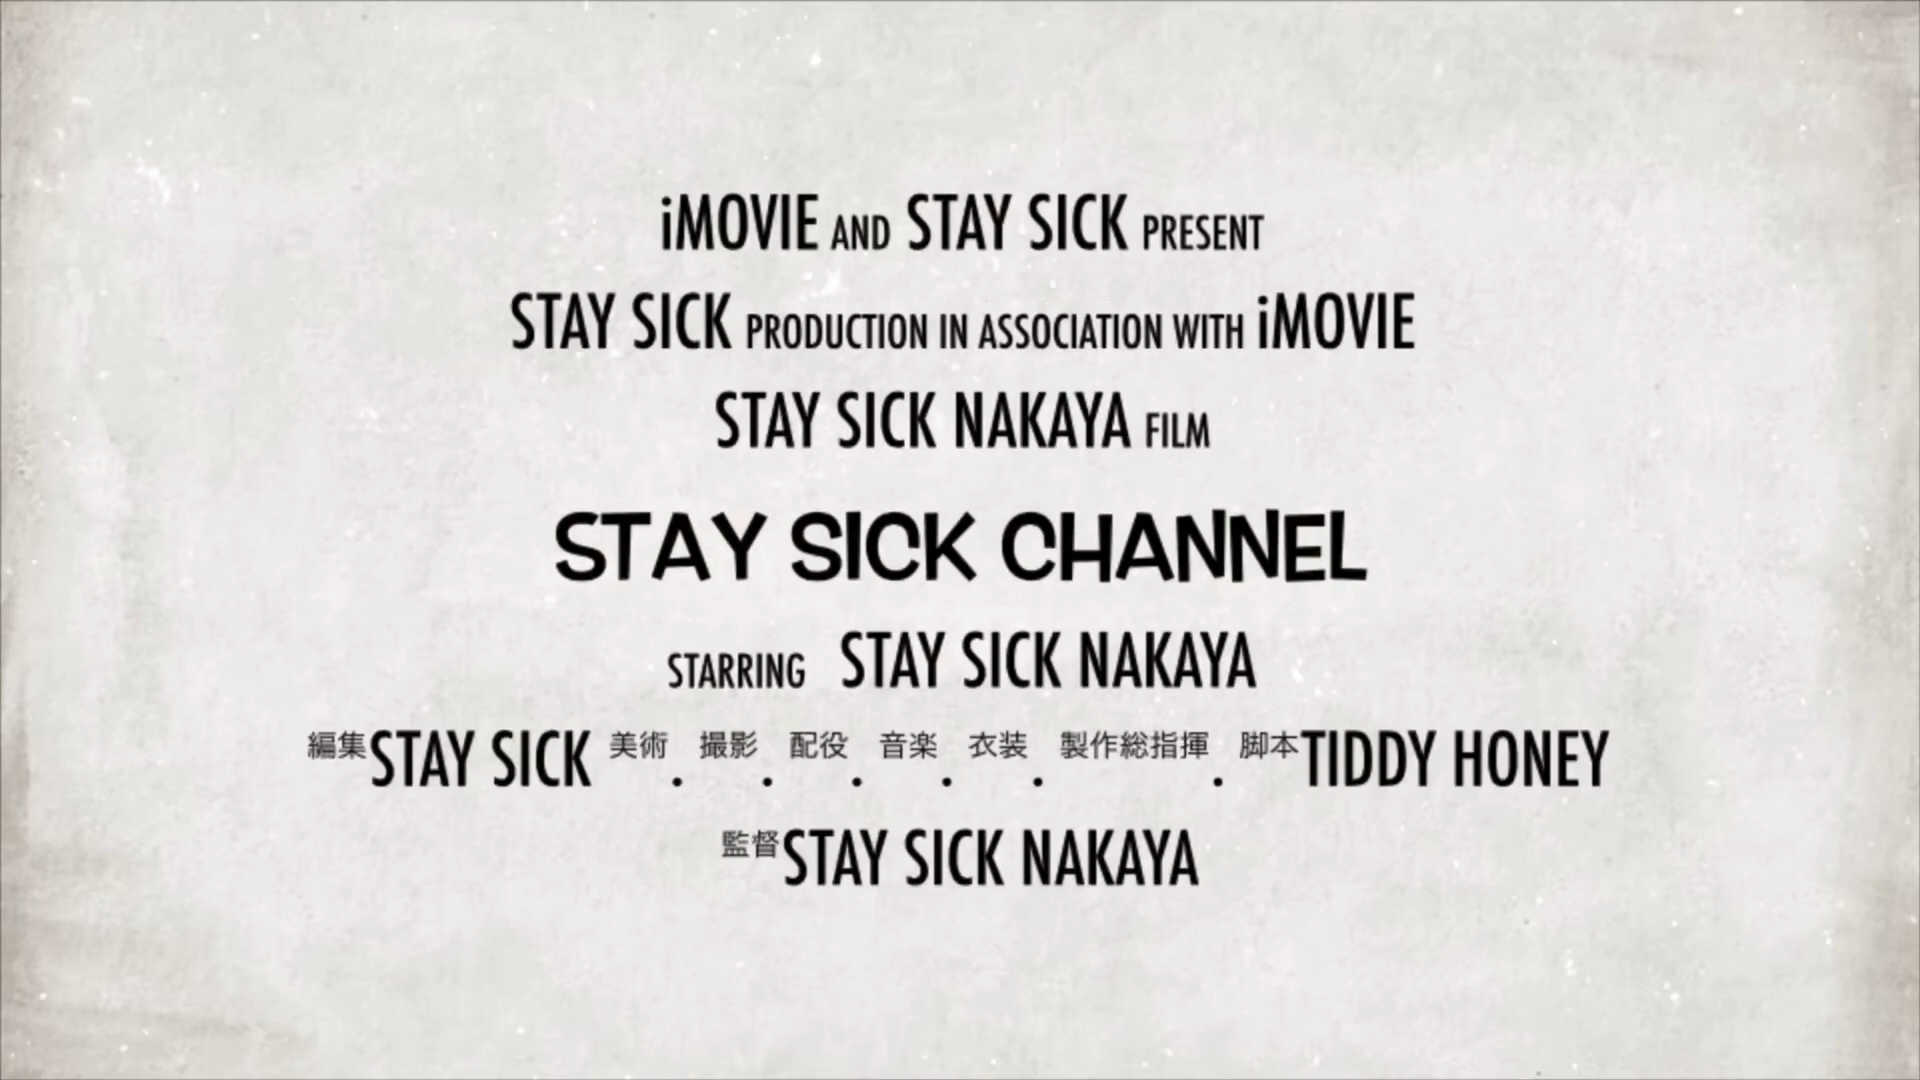 iMOVIE AND STAY SICK PRESENT
STAY SICK PRODUCTION IN ASSOCIATION WITH iMOVIE
STAY SICK NAKAYA FILM
STAY SICK CHANNEL
STARRING STAY SICK NAKAYA
編集STAY SICK 美術. 撮影. 配役. 音楽. 衣装. 製作総指揮. 脚本TIDDY HONEY
監督STAY SICK NAKAYA